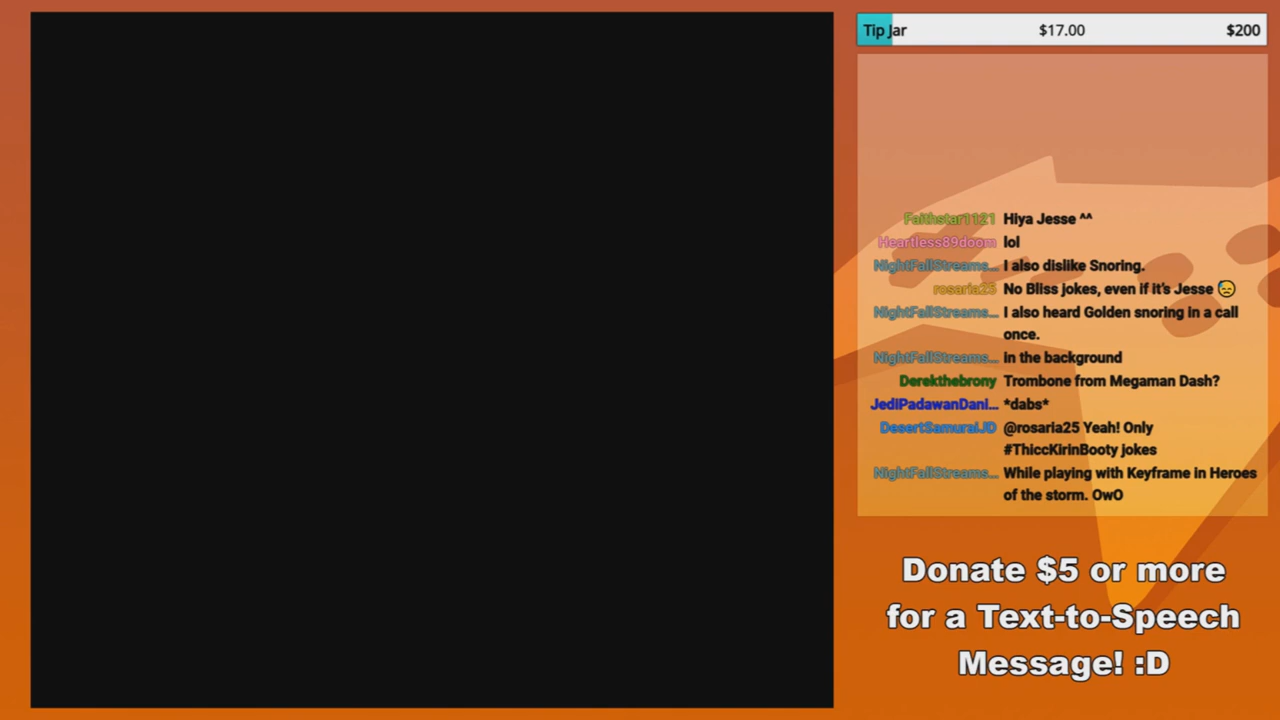 Tip Jar $17.00 $200
Faithstar1121 Hiya Jesse ^^
Heartless89doom lol
NightFallStreams... I also dislike Snoring.
rosaria25 No Bliss jokes, even if it's Jesse 😓
NightFallStreams... I also heard Golden snoring in a call
once.
NightFallStreams... in the background
Derekthebrony Trombone from Megaman Dash?
JediPadawanDani... *dabs*
DesertSamuraiJD @rosaria25 Yeah! Only
#ThiccKirinBooty jokes
NightFallStreams... While playing with Keyframe in Heroes
of the storm. OwO
Donate $5 or more
for a Text-to-Speech
Message! :D